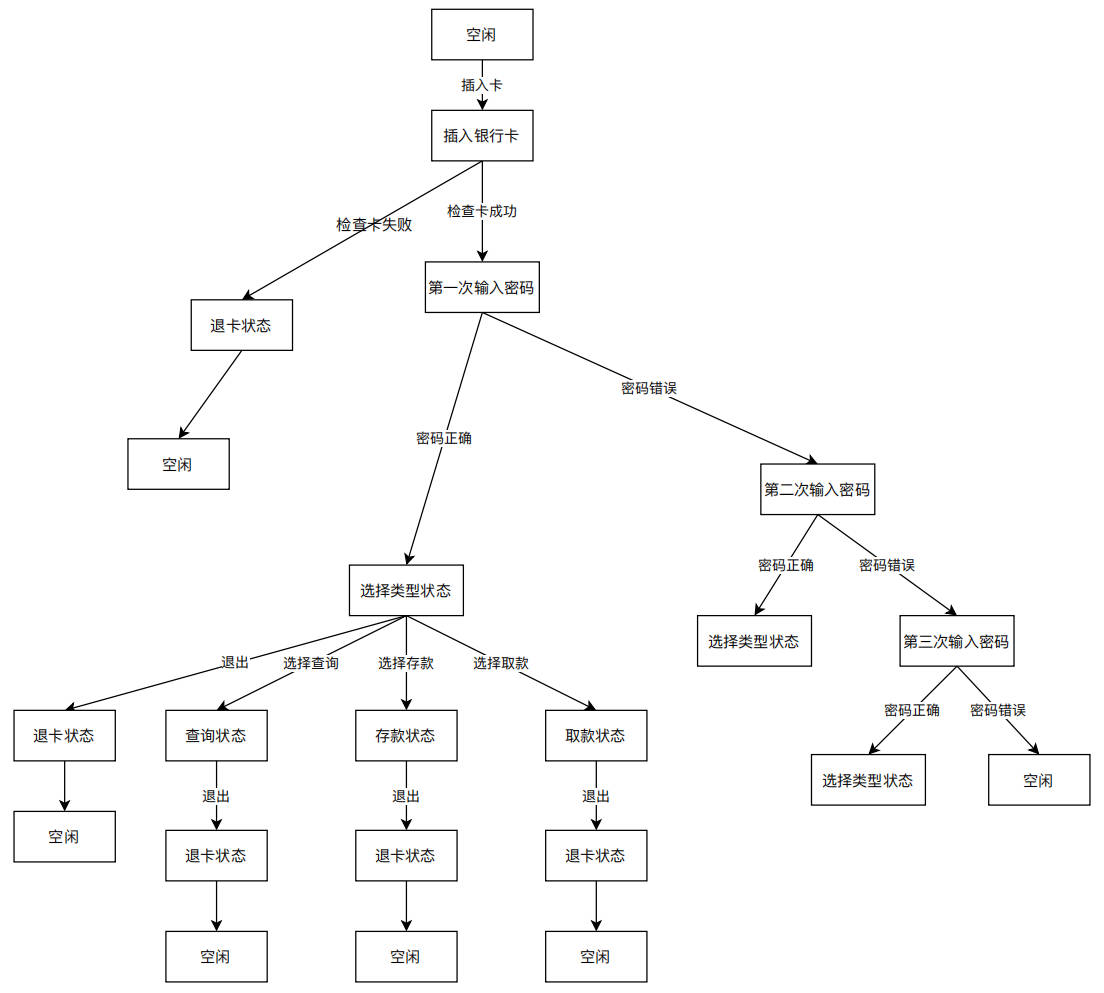 空闲
插入卡
插入银行卡
检查卡失败
检查卡成功
第一次输入密码
退卡状态
密码错误
密码正确
空闲
第二次输入密码
密码正确
密码错误
选择类型状态
选择类型状态
第三次输入密码
退出
选择查询
选择存款
选择取款
密码正确
密码错误
退卡状态
查询状态
存款状态
取款状态
选择类型状态
空闲
退出
退出
退出
空闲
退卡状态
退卡状态
退卡状态
空闲
空闲
空闲